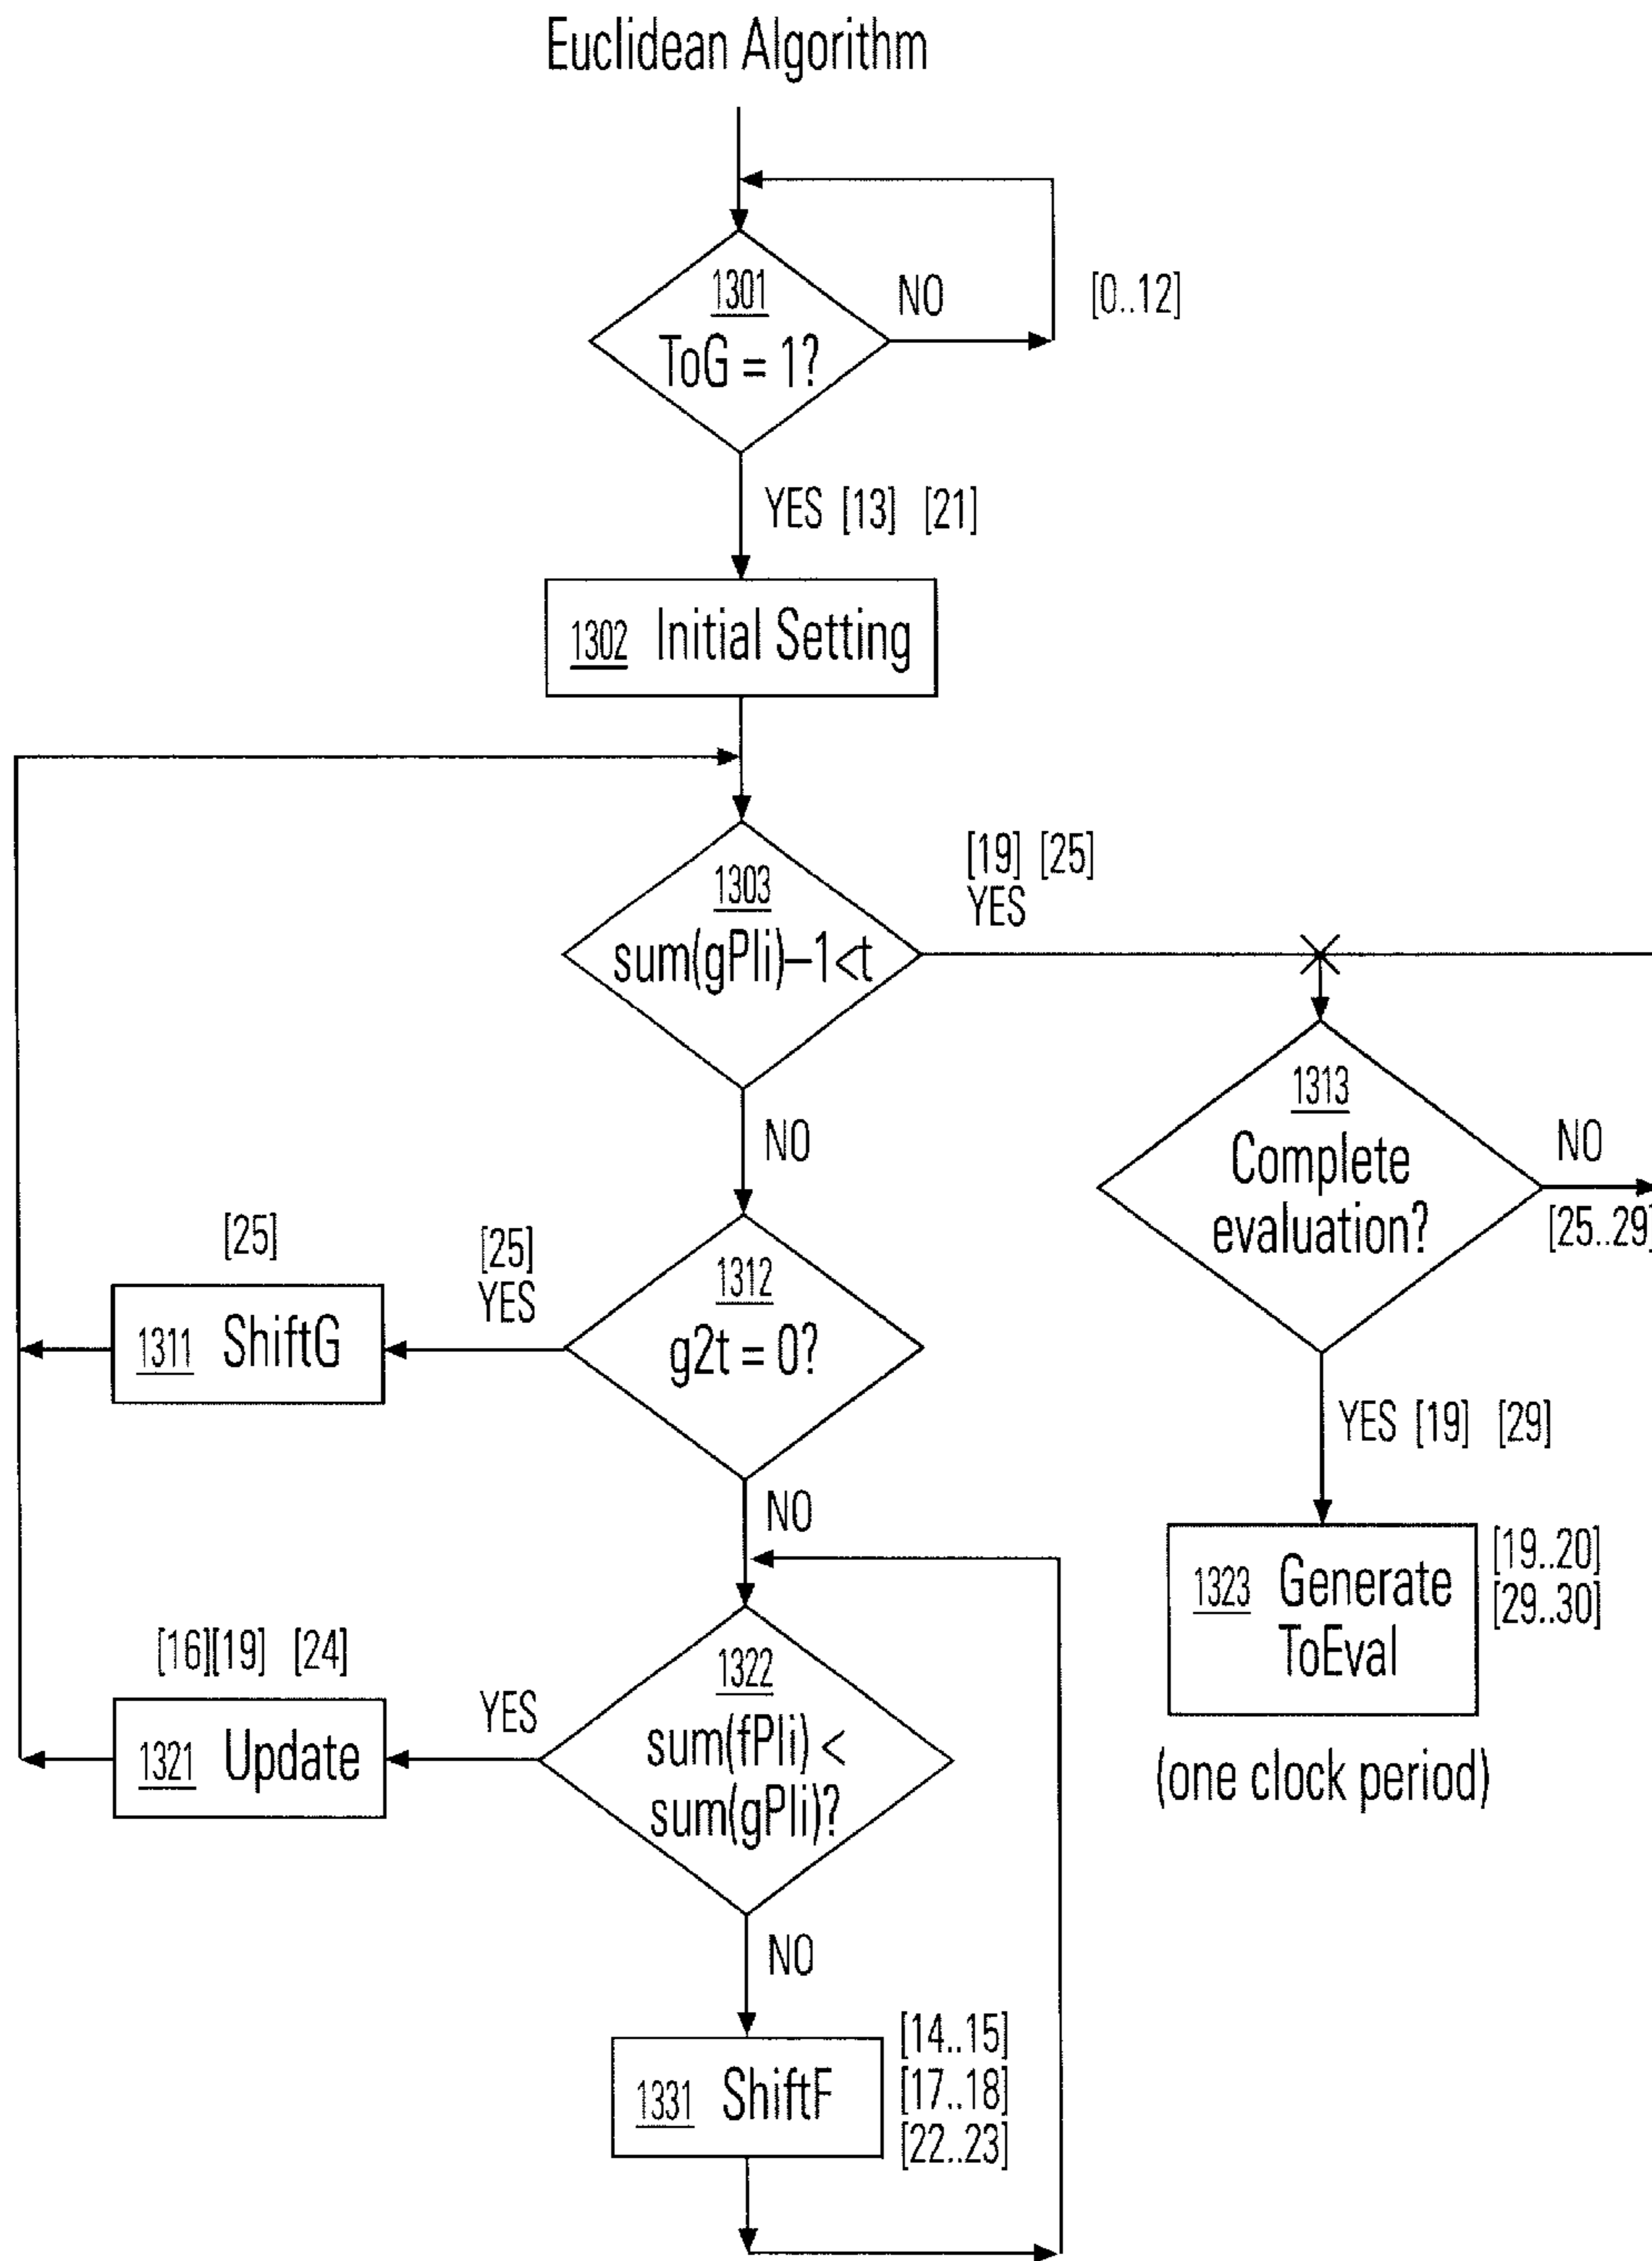 Euclidean Algorithm
1301
ToG = 1?
NO
[0..12]
YES [13] [21]
1302 Initial Setting
1303
sum(gPli)–1<t
[19] [25]
YES
NO
1313
Complete
evaluation?
NO
[25..29]
[25]
1311 ShiftG
[25]
YES
1312
g2t = 0?
YES [19] [29]
NO
1323 Generate
ToEval
[19..20]
[29..30]
(one clock period)
[16][19] [24]
1321 Update
YES
1322
sum(fPli) <
sum(gPli)?
NO
1331 ShiftF
[14..15]
[17..18]
[22..23]